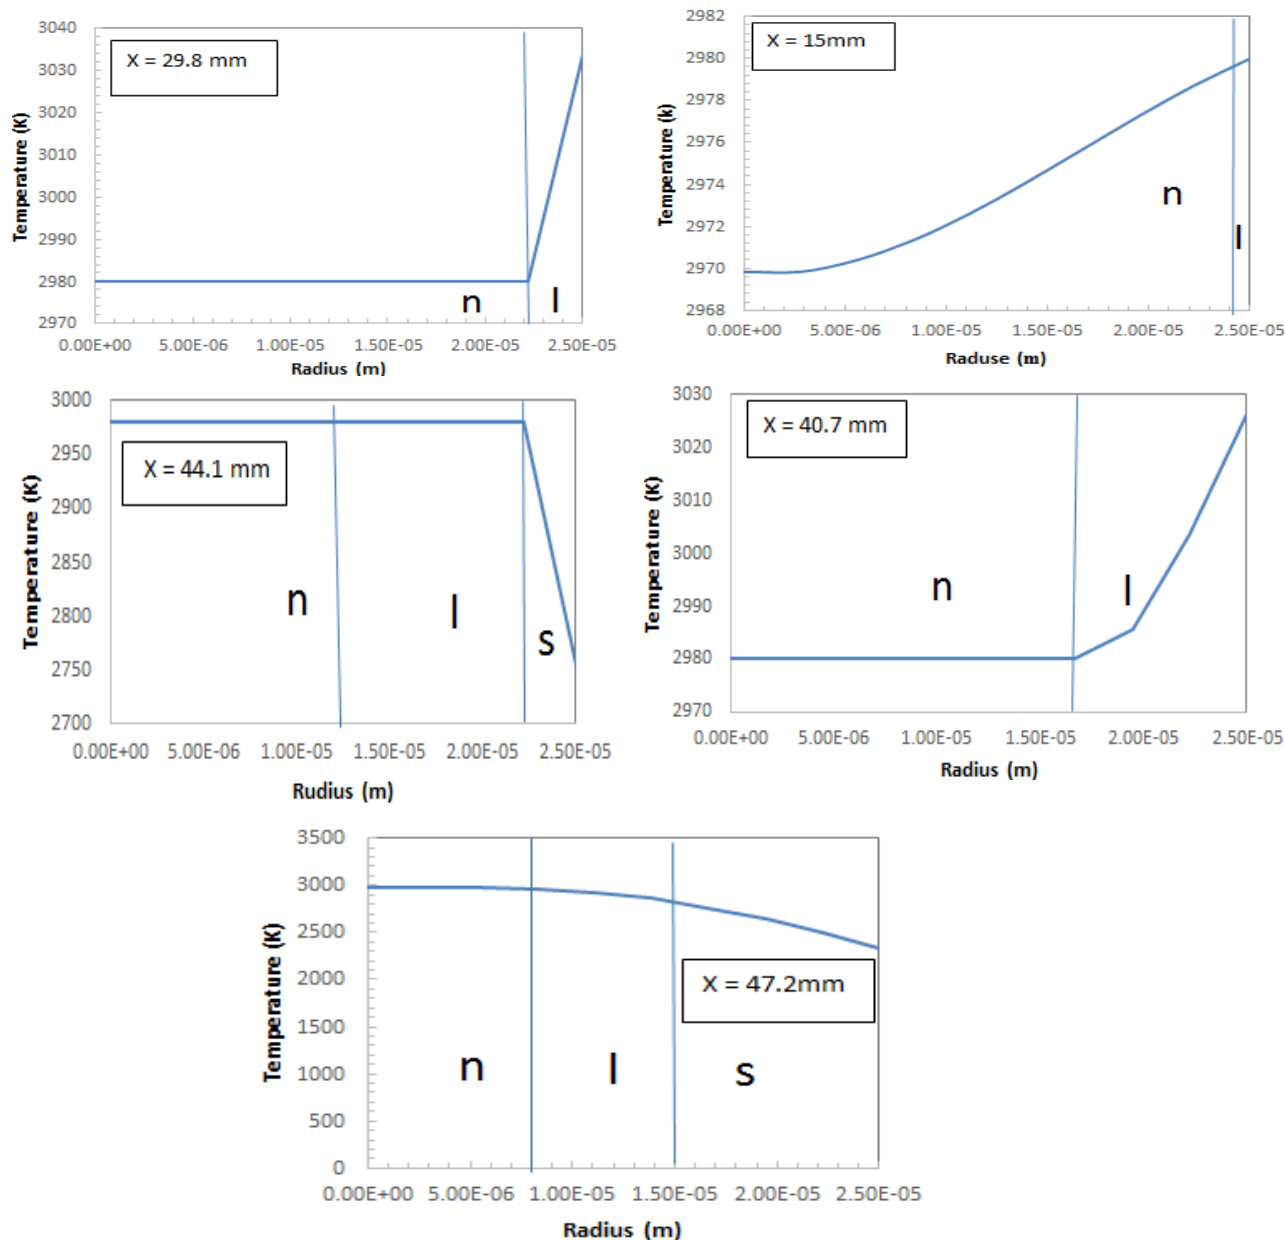 3040
3030
3020
3010
3000
2990
2980
2970
Temperature (K)
X = 29.8 mm
n l
0.00E+00 5.00E-06 1.00E-05 1.50E-05 2.00E-05 2.50E-05
Radius (m)
2982
2980
2978
2976
2974
2972
2970
2968
Temperature (k)
X = 15mm
n
l
0.00E+00 5.00E-06 1.00E-05 1.50E-05 2.00E-05 2.50E-05
Raduse (m)
3000
2950
2900
2850
2800
2750
2700
Temperature (K)
X = 44.1 mm
n l s
0.00E+00 5.00E-06 1.00E-05 1.50E-05 2.00E-05 2.50E-05
Rudius (m)
3030
3020
3010
3000
2990
2980
2970
Temperature (K)
X = 40.7 mm
n l
0.00E+00 5.00E-06 1.00E-05 1.50E-05 2.00E-05 2.50E-05
Radius (m)
3500
3000
2500
2000
1500
1000
500
0
Temperature (K)
X = 47.2mm
n l s
0.00E+00 5.00E-06 1.00E-05 1.50E-05 2.00E-05 2.50E-05
Radius (m)